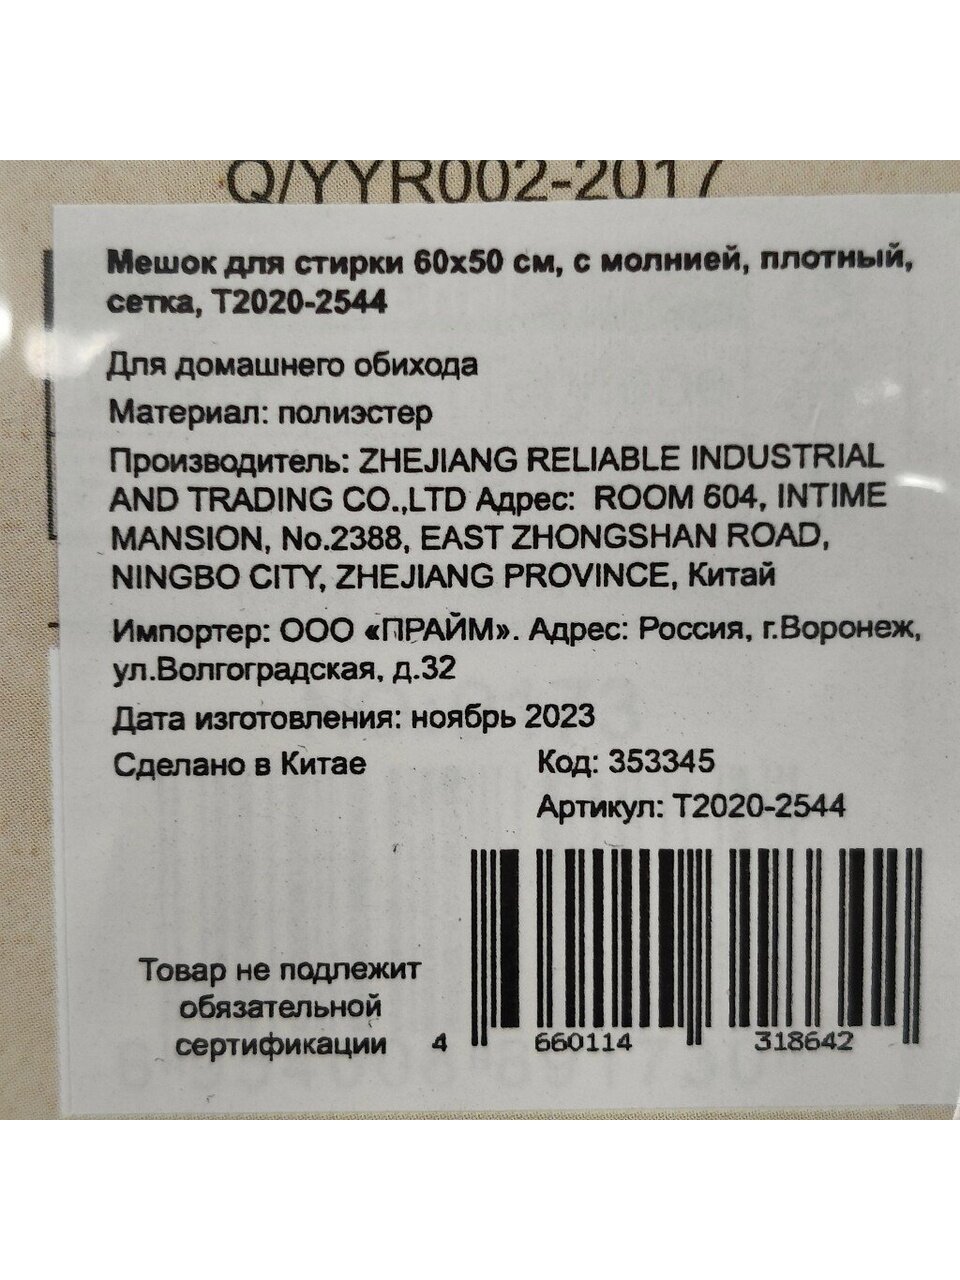 Q/YYR002-2017
Мешок для стирки 60х50 см, с молнией, плотный,
сетка, T2020-2544
Для домашнего обихода
Материал: полиэстер
Производитель: ZHEJIANG RELIABLE INDUSTRIAL
AND TRADING CO.,LTD Адрес: ROOM 604, INTIME
MANSION, No.2388, EAST ZHONGSHAN ROAD,
NINGBO CITY, ZHEJIANG PROVINCE, Китай
Импортер: ООО «ПРАЙМ». Адрес: Россия, г.Воронеж,
ул.Волгоградская, д.32
Дата изготовления: ноябрь 2023
Сделано в Китае
Код: 353345
Артикул: T2020-2544
Товар не подлежит
обязательной
сертификации
4 660114 318642